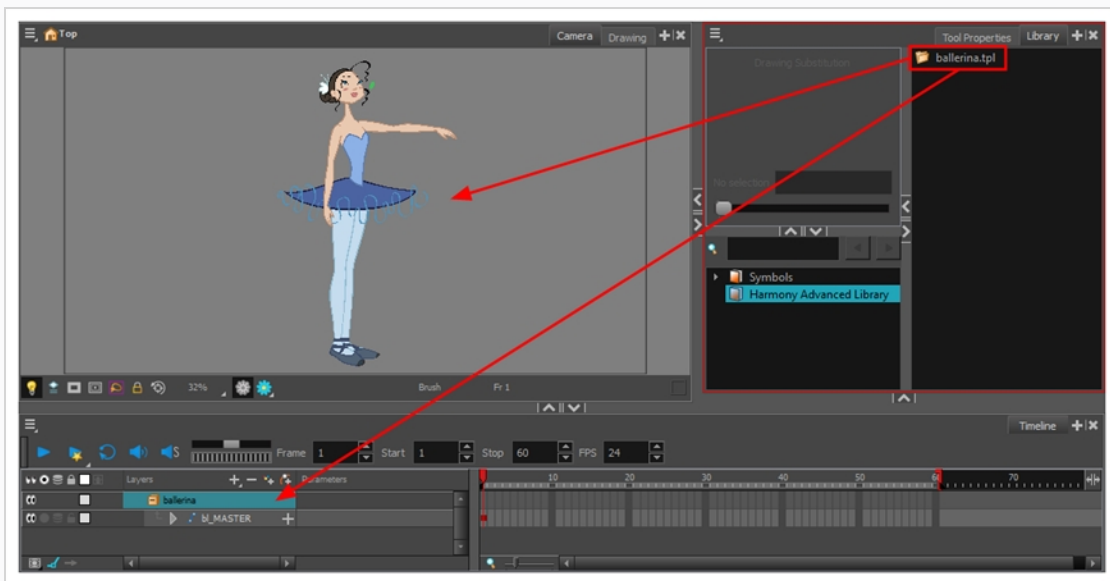 Top
Camera Drawing
Tool Properties Library
Drawing Substitution
ballerina.tpl
No selection
Symbols
Harmony Advanced Library
32% Brush Fr 1
Timeline
Frame 1 Start 1 Stop 60 FPS 24
Layers Parameters 10 20 30 40 50 60 70
ballerina
bl_MASTER